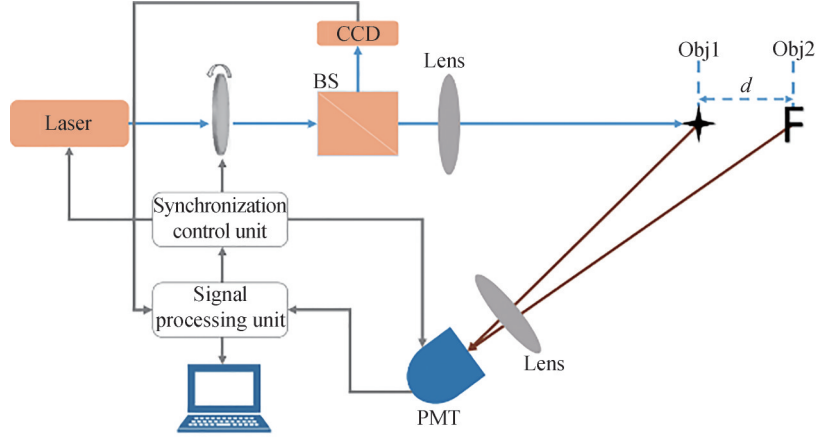 CCD
Obj1
Obj2
Lens
BS
d
Laser
Synchronization
control unit
Signal
processing unit
Lens
PMT